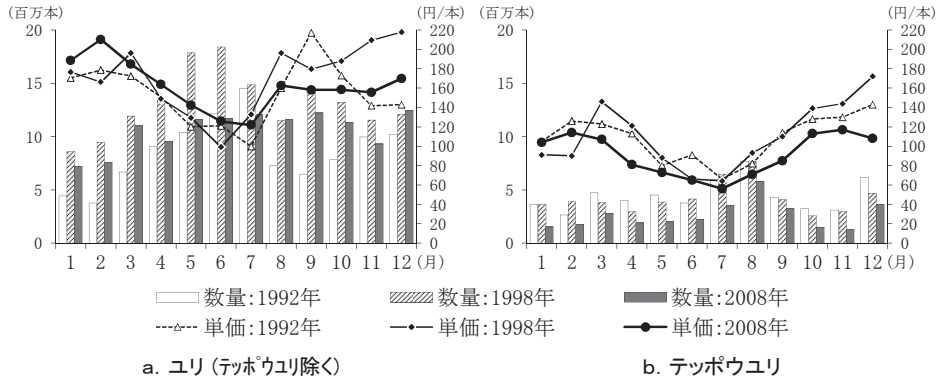 (百万本) (円/本) (百万本) (円/本)
20 220 20 220
200 200
180 180
15 160 15 160
140 140
120 120
10 100 10 100
80 80
5 60 5 60
40 40
20 20
0 0 0 0
1 2 3 4 5 6 7 8 9 10 11 12 (月) 1 2 3 4 5 6 7 8 9 10 11 12 (月)
数量:1992年 数量:1998年 数量:2008年
単価:1992年 単価:1998年 単価:2008年
a. ユリ (テッポウユリ除く) b. テッポウユリ